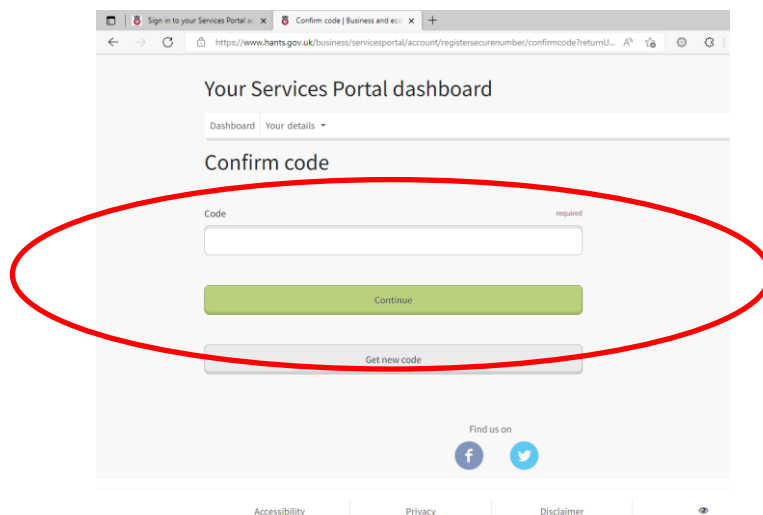 Sign in to your Services Portal ac
Confirm code | Business and eco
https://www.hants.gov.uk/business/servicesportal/account/registersecurenumber/confirmcode?returnU...
Your Services Portal dashboard
Dashboard Your details
Confirm code
Code required
Continue
Get new code
Find us on
Accessibility Privacy Disclaimer